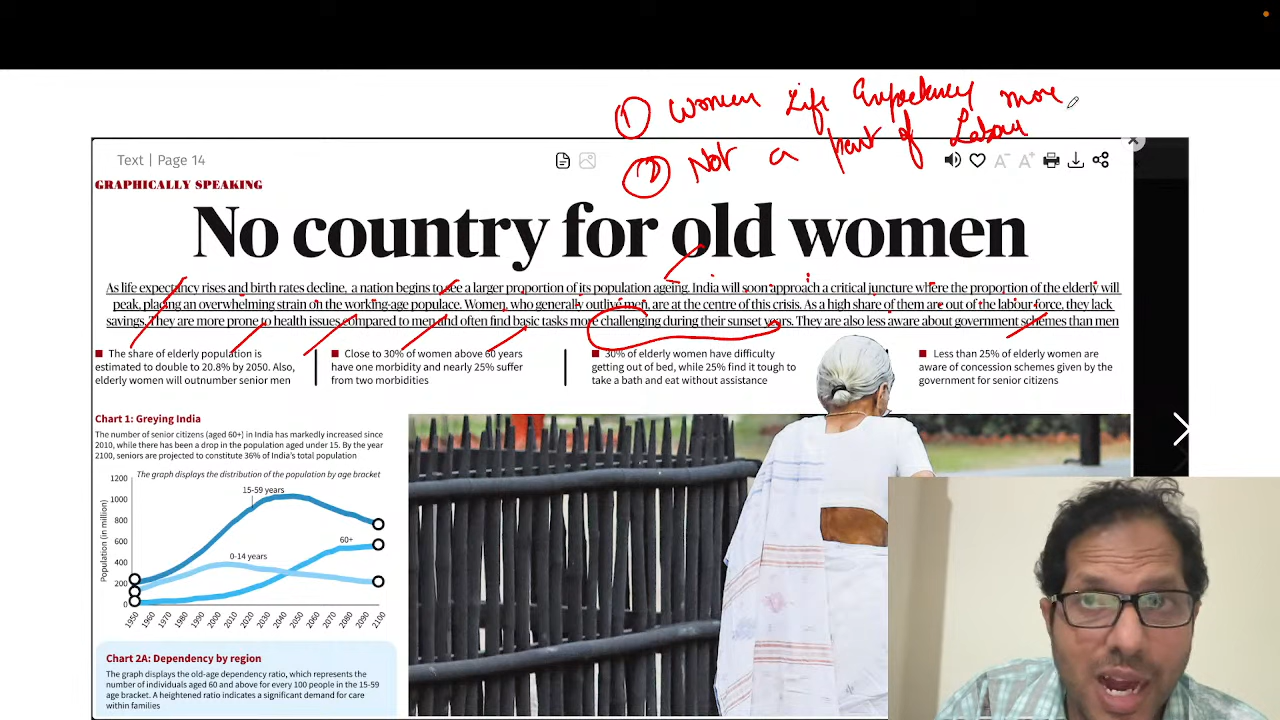 ① Women Life Expectancy more
② Not a part of Labour
Text | Page 14
GRAPHICALLY SPEAKING
No country for old women
As life expectancy rises and birth rates decline, a nation begins to see a larger proportion of its population ageing. India will soon approach a critical juncture where the proportion of the elderly will
peak, placing an overwhelming strain on the working-age populace. Women, who generally outlive men, are at the centre of this crisis. As a high share of them are out of the labour force, they lack
savings. They are more prone to health issues compared to men and often find basic tasks more challenging during their sunset years. They are also less aware about government schemes than men
The share of elderly population is
estimated to double to 20.8% by 2050. Also,
elderly women will outnumber senior men
Close to 30% of women above 60 years
have one morbidity and nearly 25% suffer
from two morbidities
30% of elderly women have difficulty
getting out of bed, while 25% find it tough to
take a bath and eat without assistance
Less than 25% of elderly women are
aware of concession schemes given by the
government for senior citizens
Chart 1: Greying India
The number of senior citizens (aged 60+) in India has markedly increased since
2010, while there has been a drop in the population aged under 15. By the year
2100, seniors are projected to constitute 36% of India's total population
The graph displays the distribution of the population by age bracket
Population (in million)
1200
1000
800
600
400
200
0
15-59 years
60+
0-14 years
1950 1960 1970 1980 1990 2000 2010 2020 2030 2040 2050 2060 2070 2080 2090 2100
Chart 2A: Dependency by region
The graph displays the old-age dependency ratio, which represents the
number of individuals aged 60 and above for every 100 people in the 15-59
age bracket. A heightened ratio indicates a significant demand for care
within families